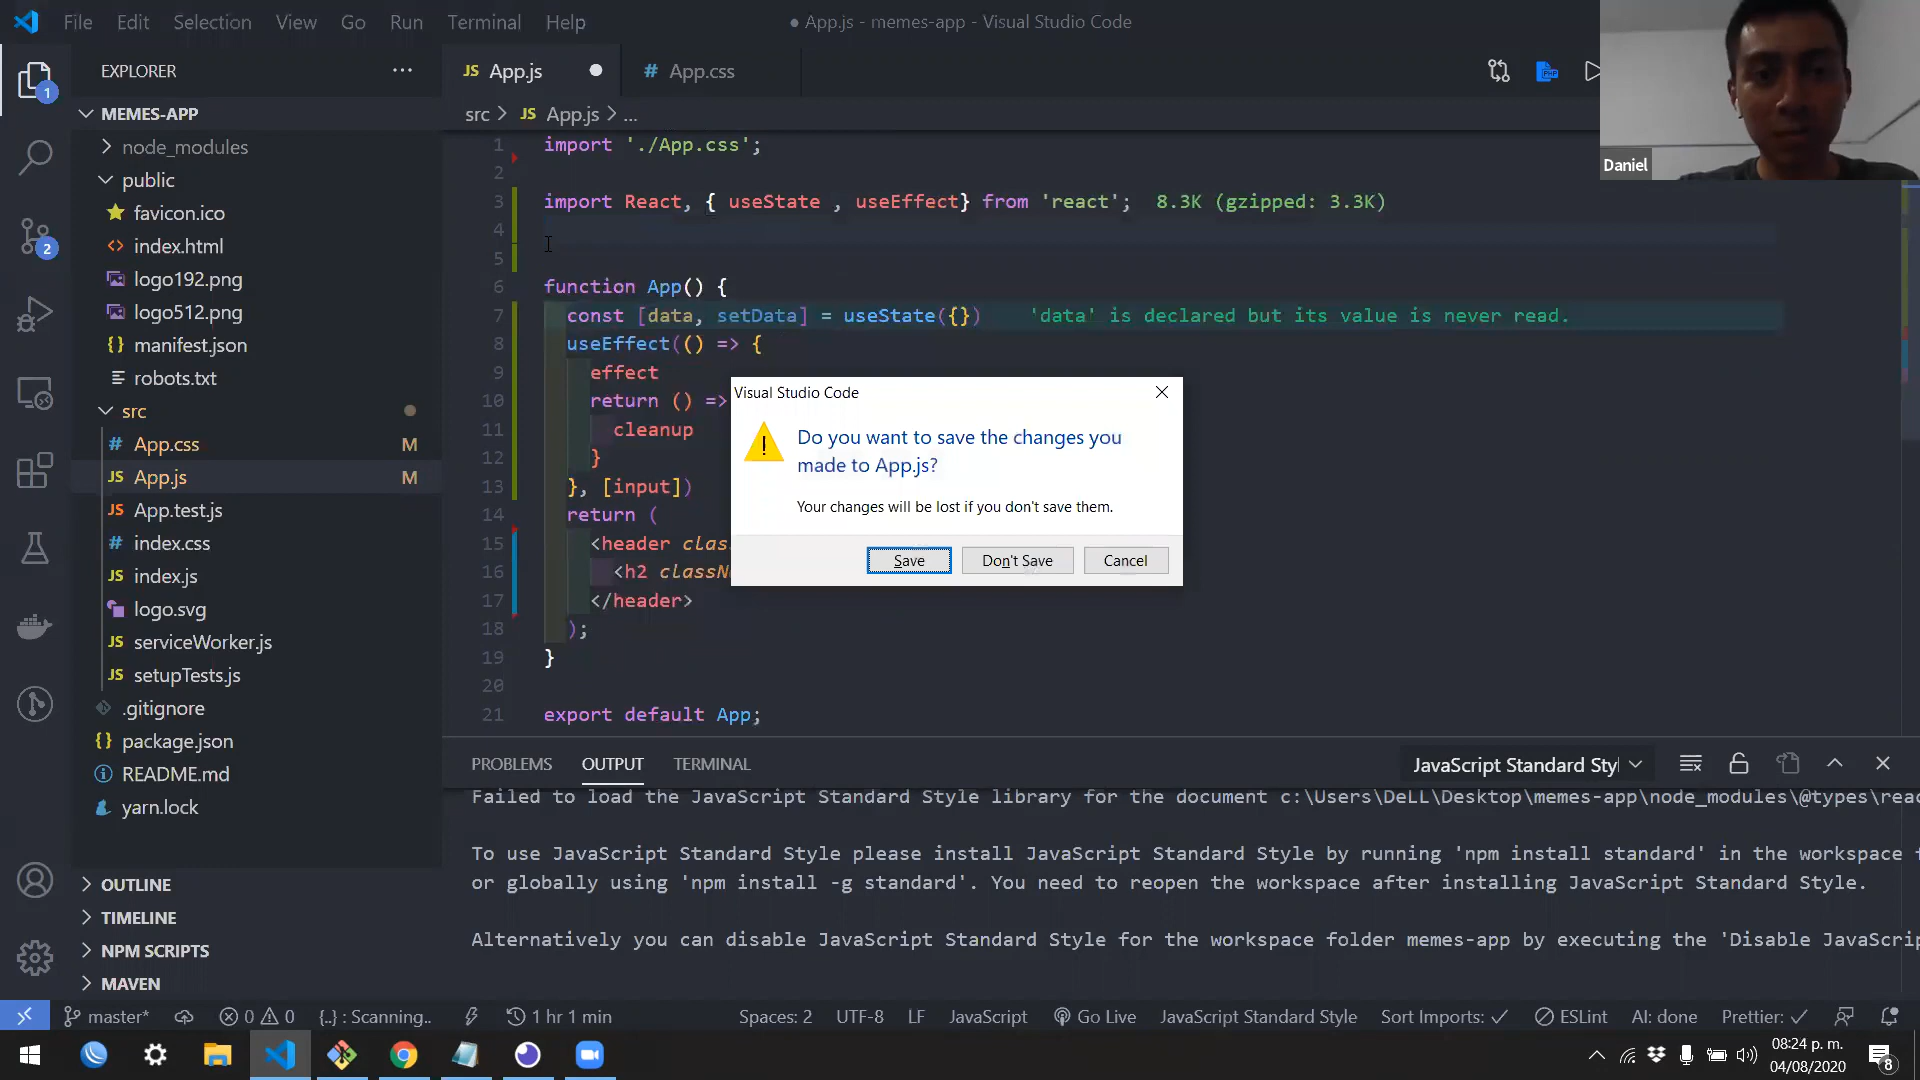 File Edit Selection View Go Run Terminal Help
● App.js - memes-app - Visual Studio Code
EXPLORER
JS App.js
# App.css
Daniel
MEMES-APP
src > JS App.js > ...
node_modules
public
favicon.ico
index.html
logo192.png
logo512.png
manifest.json
robots.txt
src
# App.css M
JS App.js M
JS App.test.js
# index.css
JS index.js
logo.svg
JS serviceWorker.js
JS setupTests.js
.gitignore
package.json
README.md
yarn.lock
OUTLINE
TIMELINE
NPM SCRIPTS
MAVEN
1
2
1 import './App.css';
2
3 import React, { useState , useEffect} from 'react'; 8.3K (gzipped: 3.3K)
4
5
6 function App() {
7 const [data, setData] = useState({}) 'data' is declared but its value is never read.
8 useEffect(() => {
9 effect
10 return () =>
11 cleanup
12 }
13 }, [input])
14 return (
15 <header clas
16 <h2 classN
17 </header>
18 );
19 }
20
21 export default App;
Visual Studio Code
Do you want to save the changes you
made to App.js?
Your changes will be lost if you don't save them.
Save Don't Save Cancel
PROBLEMS OUTPUT TERMINAL
JavaScript Standard Styl
Failed to load the JavaScript Standard Style library for the document c:\Users\DeLL\Desktop\memes-app\node_modules\@types\reac
To use JavaScript Standard Style please install JavaScript Standard Style by running 'npm install standard' in the workspace f
or globally using 'npm install -g standard'. You need to reopen the workspace after installing JavaScript Standard Style.
Alternatively you can disable JavaScript Standard Style for the workspace folder memes-app by executing the 'Disable JavaScrip
master* 0 0 {..} : Scanning.. 1 hr 1 min Spaces: 2 UTF-8 LF JavaScript Go Live JavaScript Standard Style Sort Imports: ✓ ESLint AI: done Prettier: ✓
08:24 p. m.
04/08/2020
8